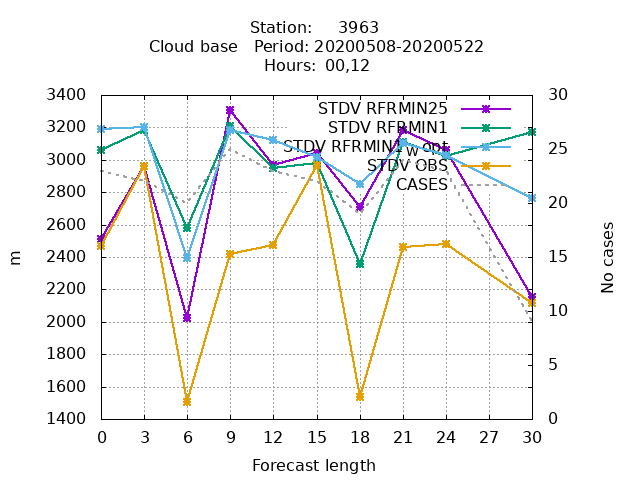 Station: 3963
Cloud base Period: 20200508-20200522
Hours: 00,12
3400
3200
3000
2800
2600
2400
2200
2000
1800
1600
1400
m
STDV RFRMIN25
STDV RFRMIN1
STDV RFRMIN1W_opt
STDV OBS
CASES
30
25
20
15
10
5
0
No cases
0 3 6 9 12 15 18 21 24 27 30
Forecast length